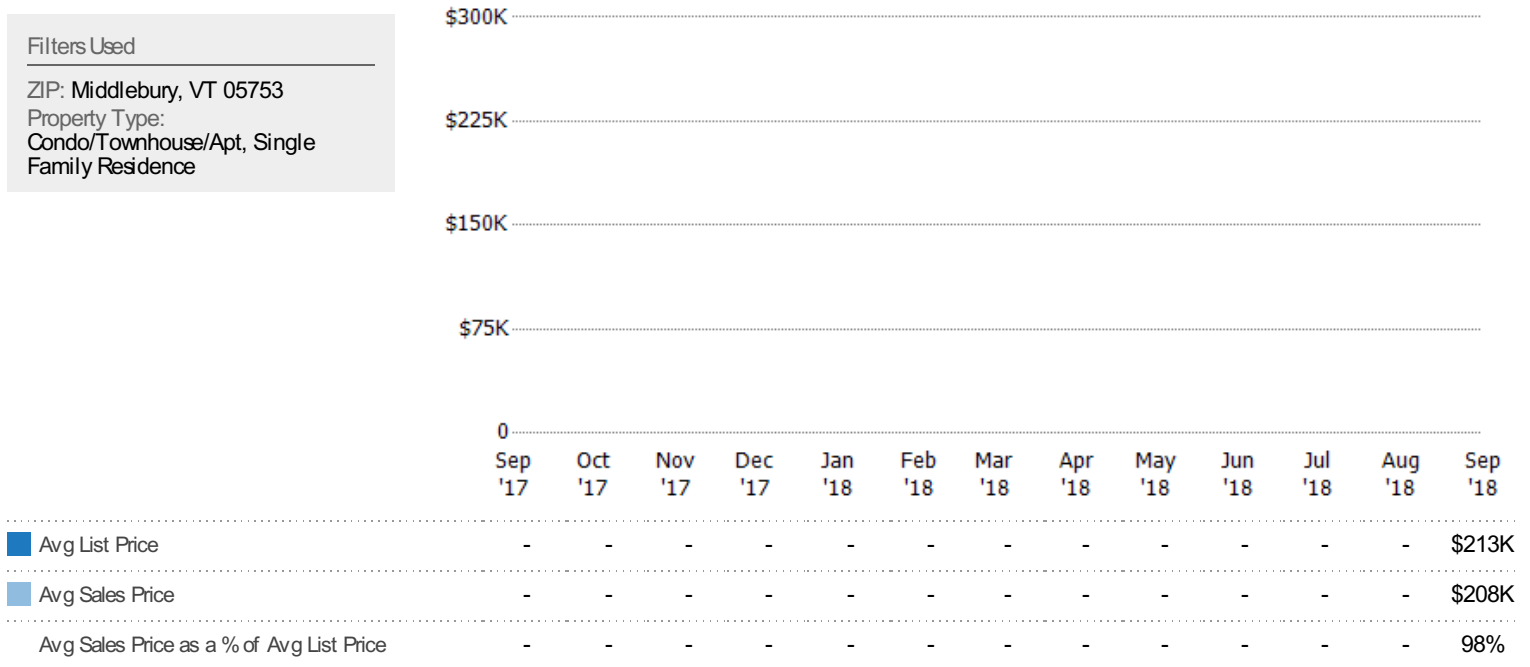 Filters Used
ZIP: Middlebury, VT 05753
Property Type:
Condo/Townhouse/Apt, Single
Family Residence
$300K
$225K
$150K
$75K
0
Sep Oct Nov Dec Jan Feb Mar Apr May Jun Jul Aug Sep
'17 '17 '17 '17 '18 '18 '18 '18 '18 '18 '18 '18 '18
Avg List Price - - - - - - - - - - - - $213K
Avg Sales Price - - - - - - - - - - - - $208K
Avg Sales Price as a % of Avg List Price - - - - - - - - - - - - 98%